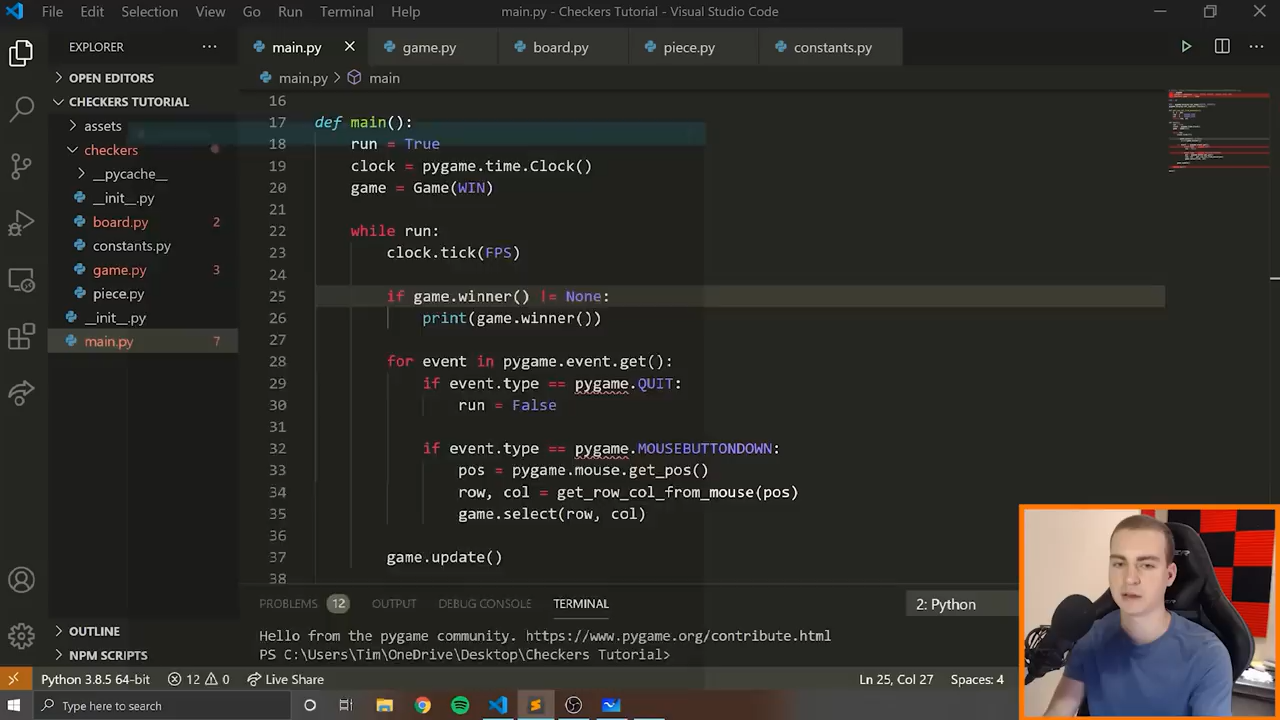 File Edit Selection View Go Run Terminal Help main.py - Checkers Tutorial - Visual Studio Code
EXPLORER
main.py game.py board.py piece.py constants.py
OPEN EDITORS
CHECKERS TUTORIAL
assets
checkers
__pycache__
__init__.py
board.py 2
constants.py
game.py 3
piece.py
__init__.py
main.py 7
OUTLINE
NPM SCRIPTS
main.py > main
16
17 def main():
18 run = True
19 clock = pygame.time.Clock()
20 game = Game(WIN)
21
22 while run:
23 clock.tick(FPS)
24
25 if game.winner() != None:
26 print(game.winner())
27
28 for event in pygame.event.get():
29 if event.type == pygame.QUIT:
30 run = False
31
32 if event.type == pygame.MOUSEBUTTONDOWN:
33 pos = pygame.mouse.get_pos()
34 row, col = get_row_col_from_mouse(pos)
35 game.select(row, col)
36
37 game.update()
38
PROBLEMS 12 OUTPUT DEBUG CONSOLE TERMINAL 2: Python
Hello from the pygame community. https://www.pygame.org/contribute.html
PS C:\Users\Tim\OneDrive\Desktop\Checkers Tutorial>
Python 3.8.5 64-bit 12 0 Live Share Ln 25, Col 27 Spaces: 4
Type here to search